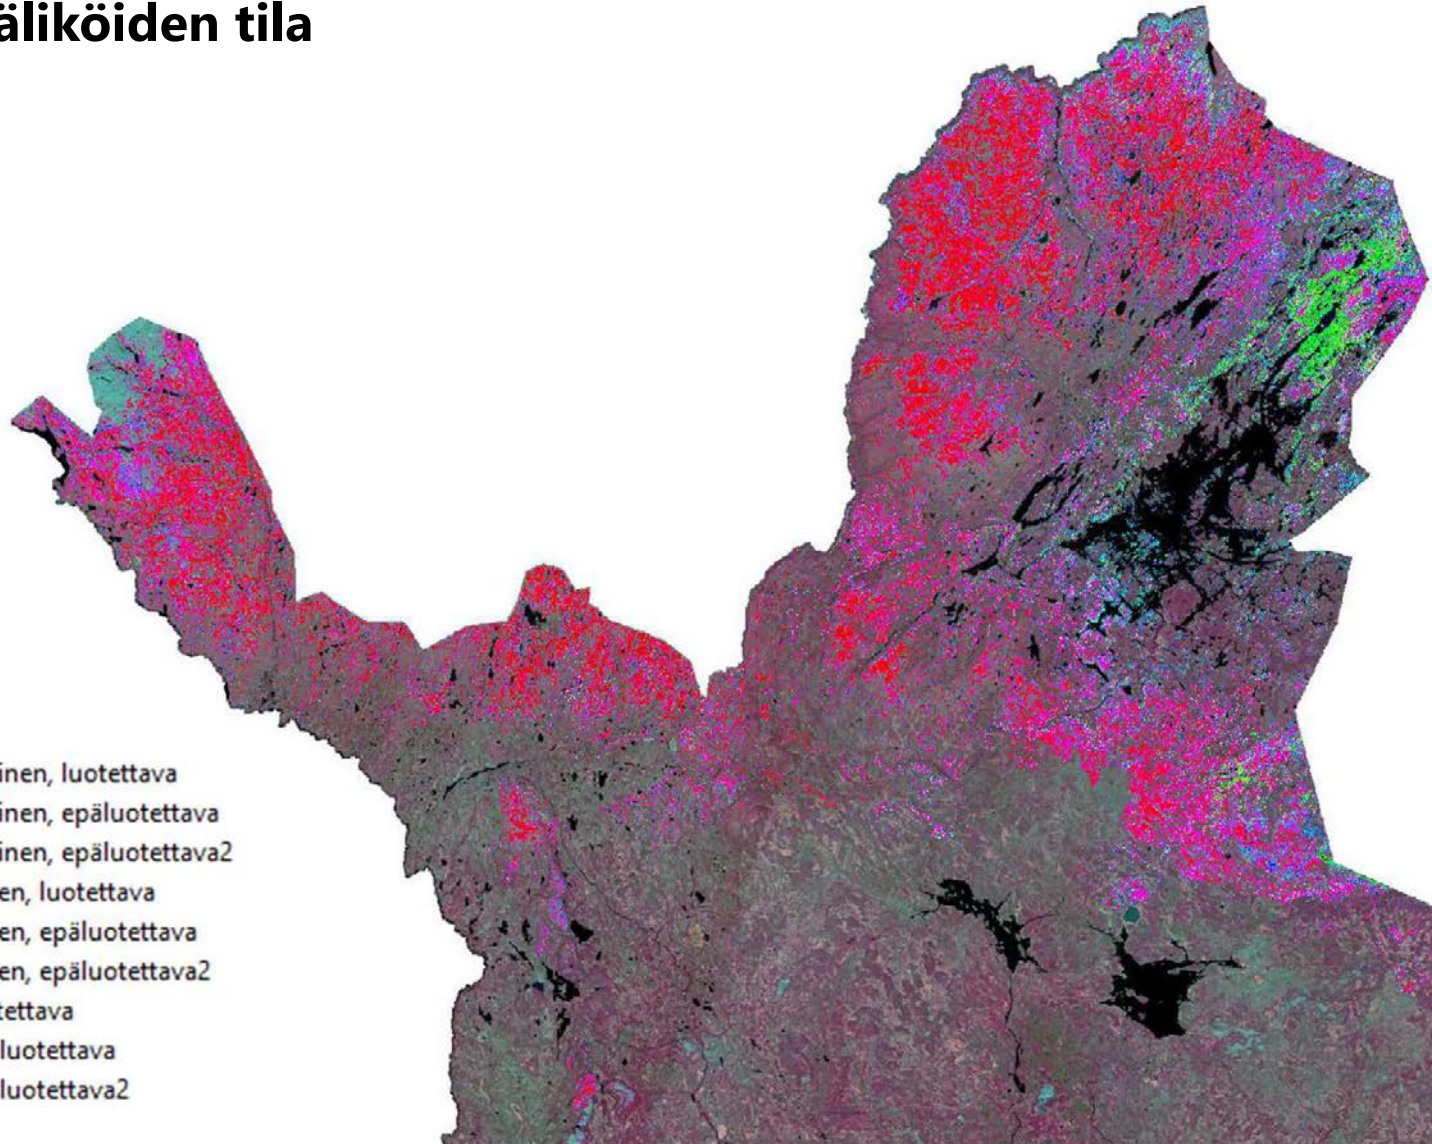 äliköiden tila
inen, luotettava
inen, epäluotettava
inen, epäluotettava2
en, luotettava
en, epäluotettava
en, epäluotettava2
tettava
luotettava
luotettava2